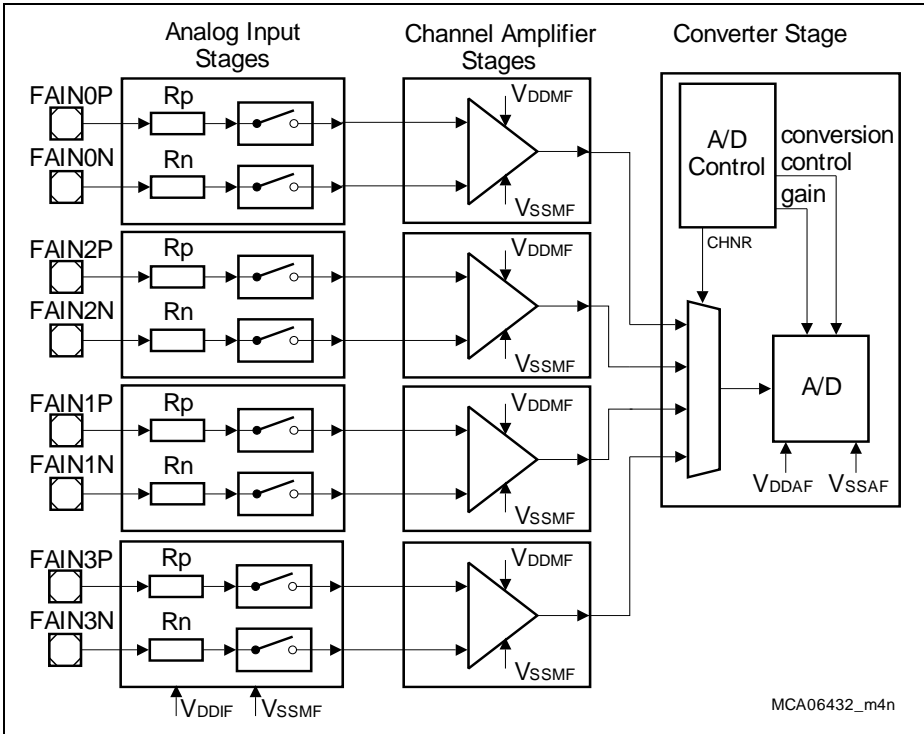 Analog Input
Stages
Channel Amplifier
Stages
Converter Stage
FAIN0P
Rp
FAIN0N
Rn
VDDMF
VSSMF
A/D
Control
conversion
control
gain
CHNR
FAIN2P
Rp
FAIN2N
Rn
VDDMF
VSSMF
A/D
VDDAF
VSSAF
FAIN1P
Rp
FAIN1N
Rn
VDDMF
VSSMF
FAIN3P
Rp
FAIN3N
Rn
VDDMF
VSSMF
VDDIF
VSSMF
MCA06432_m4n